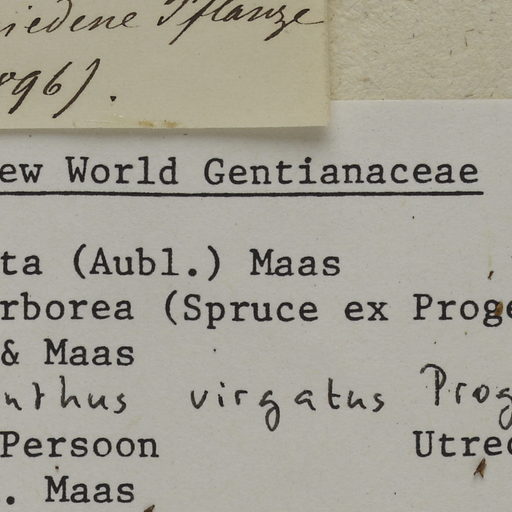 iedene Pflanze
096).
ew World Gentianaceae
ta (Aubl.) Maas
rborea (Spruce ex Proge
& Maas
nthus virgatus Prog
Persoon Utrec
. Maas